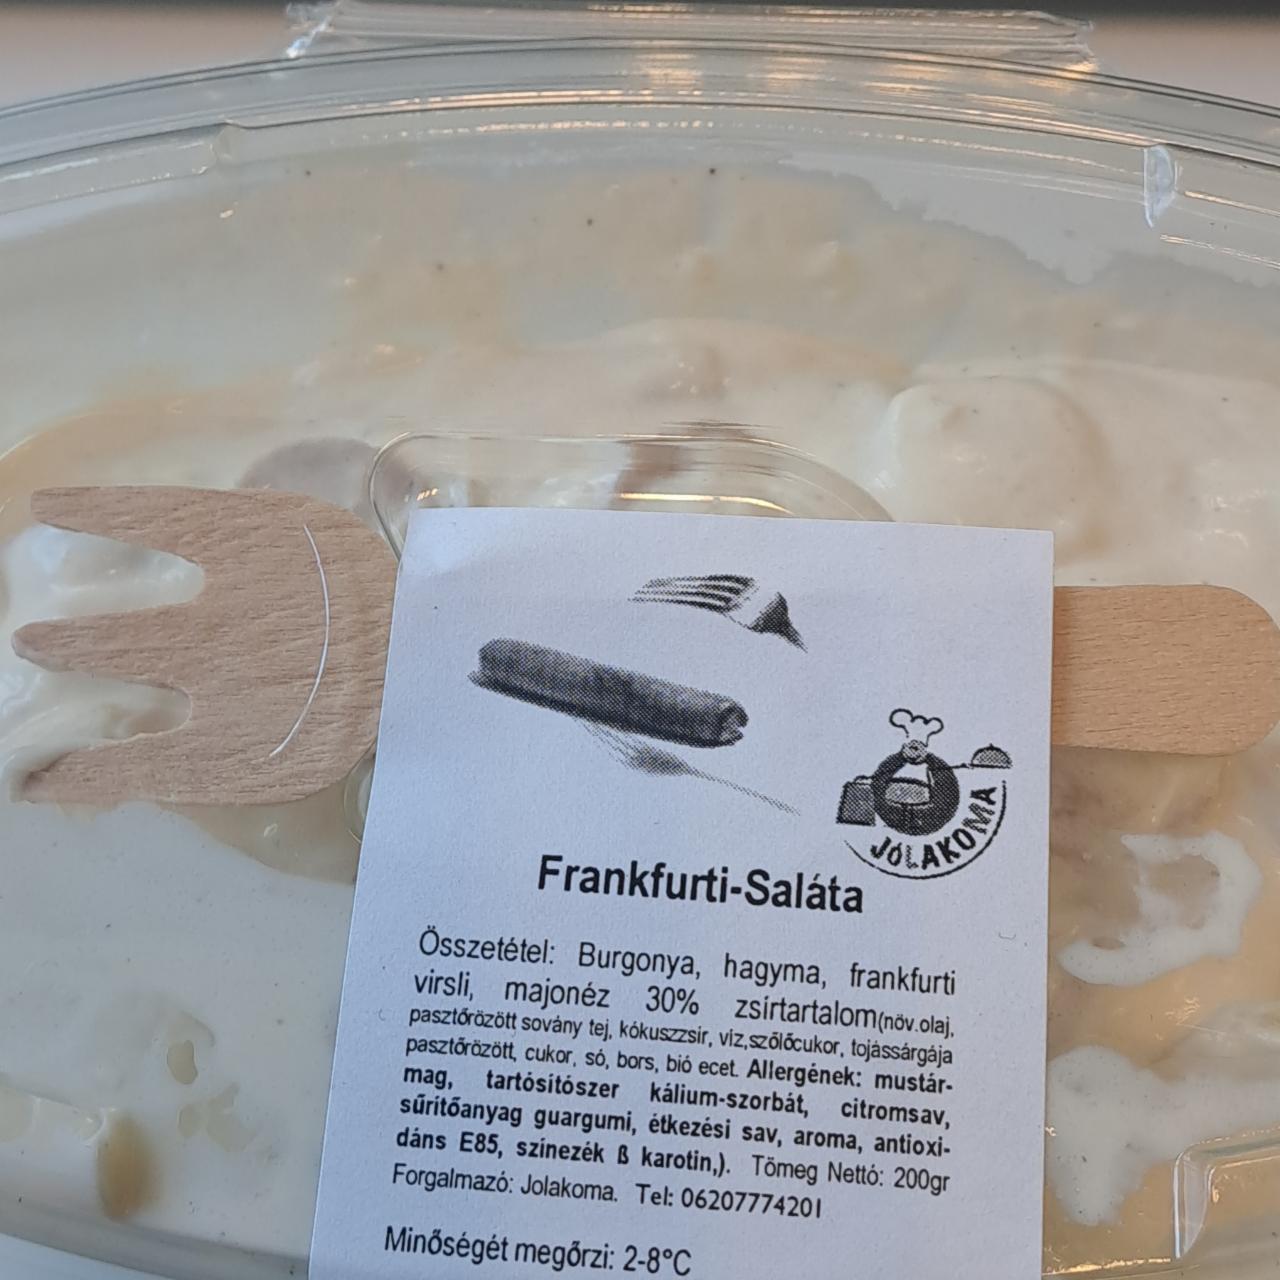 JÓLAKOMA
Frankfurti-Saláta
Összetétel: Burgonya, hagyma, frankfurti
virsli, majonéz 30% zsírtartalom(növ.olaj,
pasztőrözött sovány tej, kókuszzsír, víz,szőlőcukor, tojássárgája
pasztőrözött, cukor, só, bors, bió ecet. Allergének: mustár-
mag, tartósítószer kálium-szorbát, citromsav,
sűrítőanyag guargumi, étkezési sav, aroma, antioxi-
dáns E85, színezék ß karotin,). Tömeg Nettó: 200gr
Forgalmazó: Jolakoma. Tel: 06207774201
Minőségét megőrzi: 2-8°C